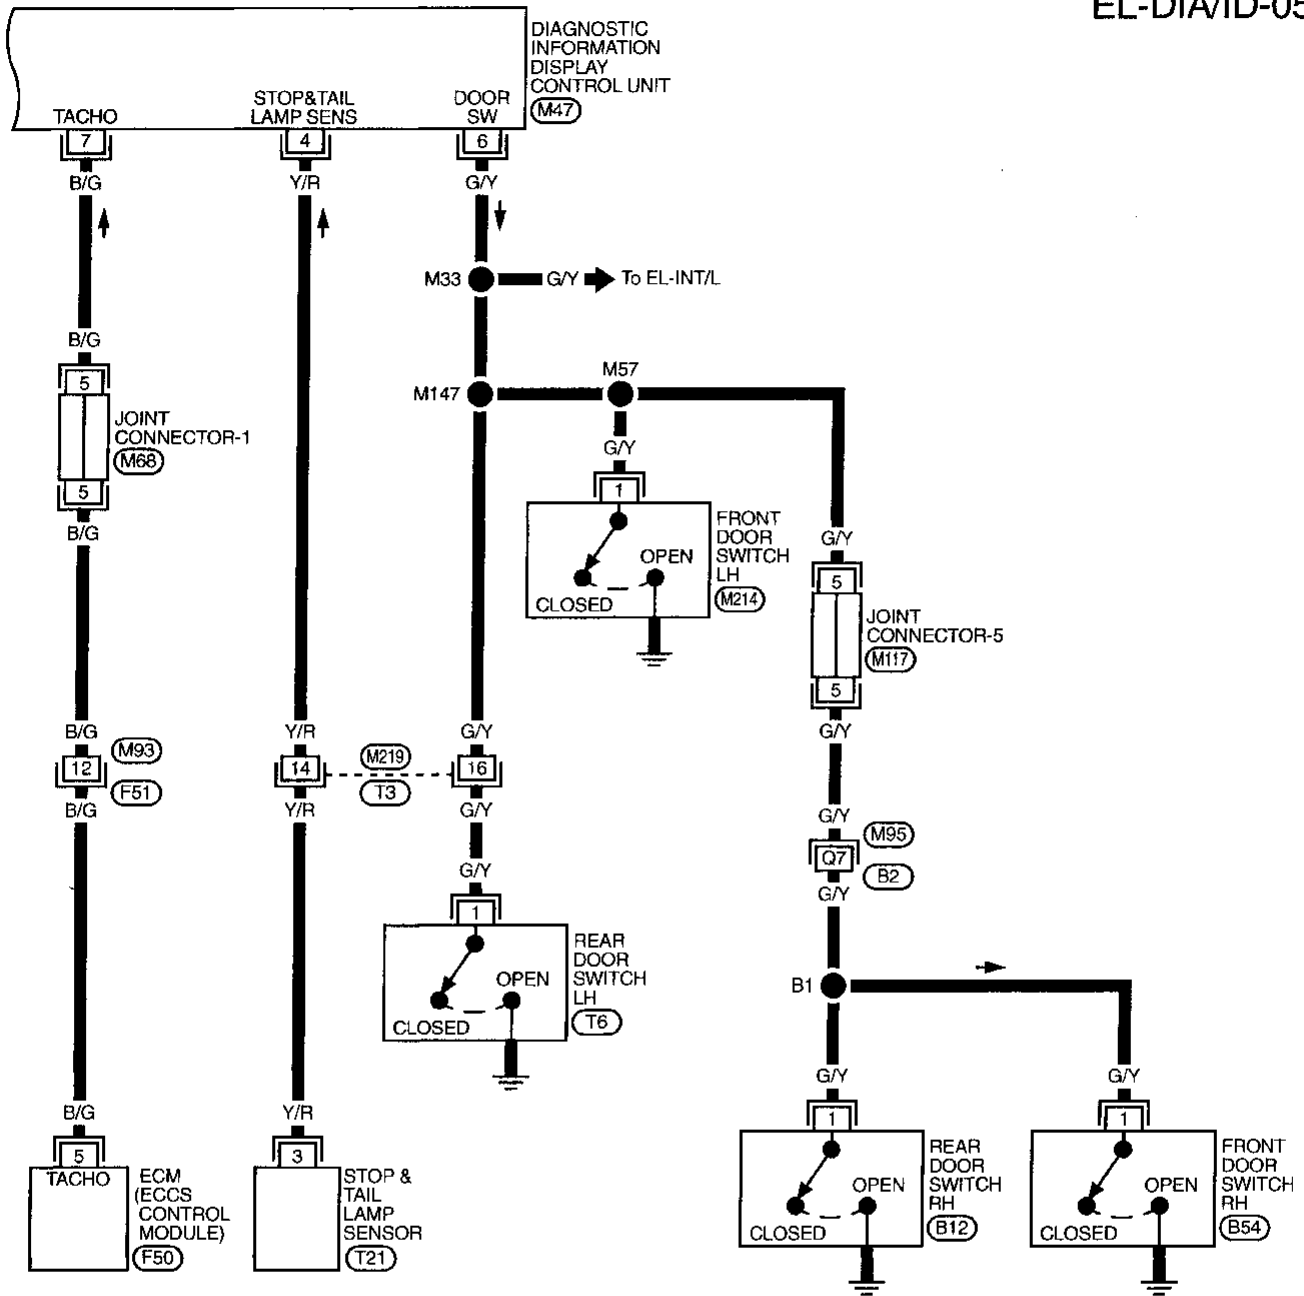 EL-DIA/ID-05
DIAGNOSTIC
INFORMATION
DISPLAY
CONTROL UNIT
M47
TACHO
STOP&TAIL
LAMP SENS
DOOR
SW
7
4
6
B/G
Y/R
G/Y
M33
G/Y
To EL-INT/L
B/G
5
JOINT
CONNECTOR-1
M68
5
B/G
M147
M57
G/Y
1
OPEN
CLOSED
FRONT
DOOR
SWITCH
LH
M214
G/Y
5
JOINT
CONNECTOR-5
M117
5
G/Y
B/G
Y/R
G/Y
12
M93
F51
14
M219
T3
16
B/G
Y/R
G/Y
G/Y
M95
Q7
B2
G/Y
G/Y
1
OPEN
CLOSED
REAR
DOOR
SWITCH
LH
T6
B1
G/Y
G/Y
B/G
Y/R
5
TACHO
ECM
(ECCS
CONTROL
MODULE)
F50
3
STOP &
TAIL
LAMP
SENSOR
T21
1
OPEN
CLOSED
REAR
DOOR
SWITCH
RH
B12
1
OPEN
CLOSED
FRONT
DOOR
SWITCH
RH
B54